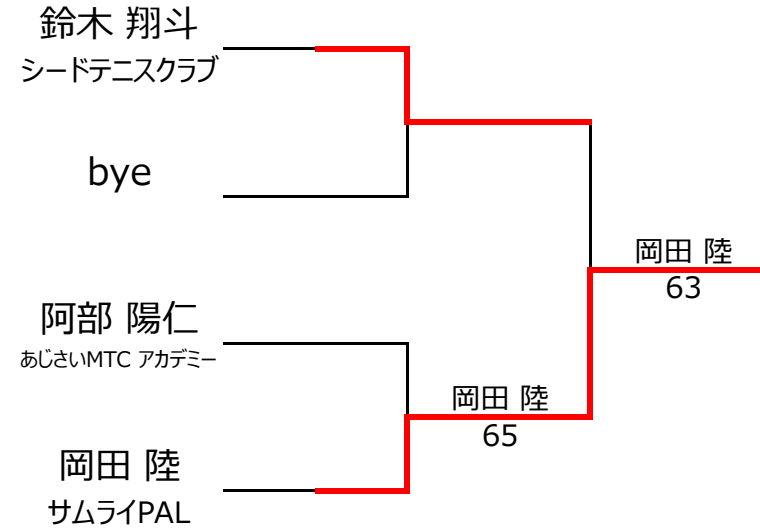 鈴木 翔斗
シードテニスクラブ
bye
岡田 陸
63
阿部 陽仁
あじさいMTC アカデミー
岡田 陸
65
岡田 陸
サムライPAL